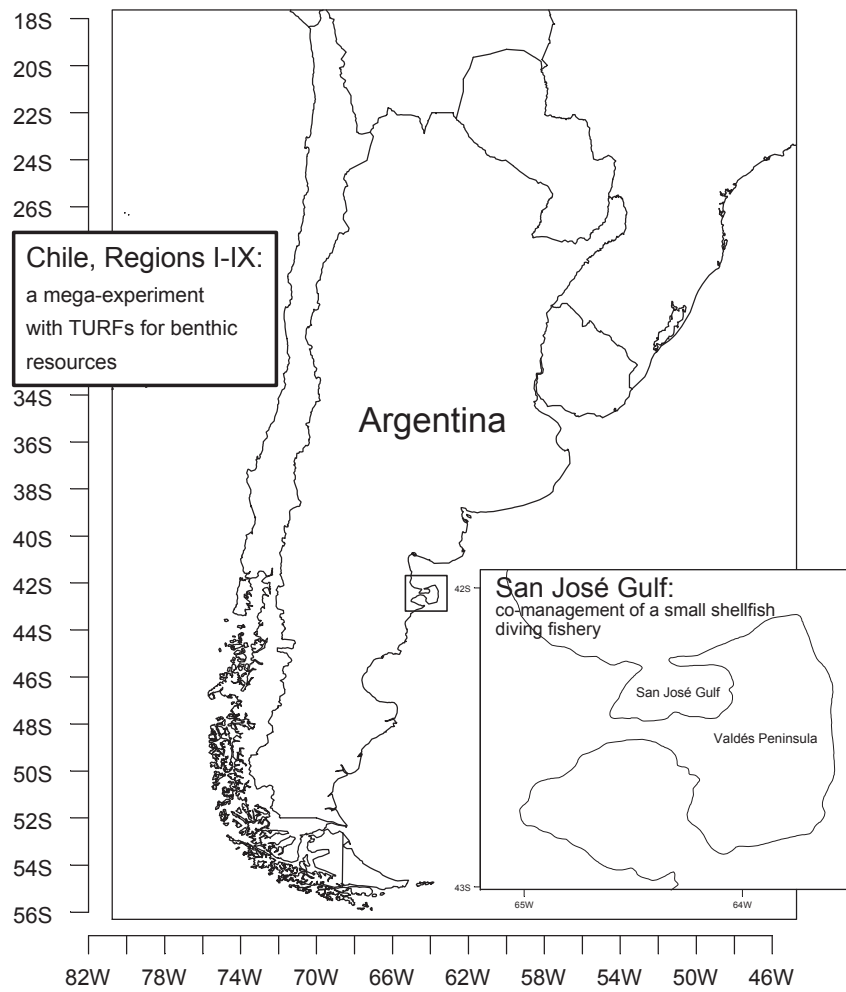 18S
20S
22S
24S
26S
Chile, Regions I-IX:
a mega-experiment
with TURFs for benthic
resources
34S
Argentina
36S
38S
40S
42S
44S
46S
48S
50S
52S
54S
56S
42S
San José Gulf:
co-management of a small shellfish
diving fishery
San José Gulf
Valdés Peninsula
43S
65W
64W
82W
78W
74W
70W
66W
62W
58W
54W
50W
46W